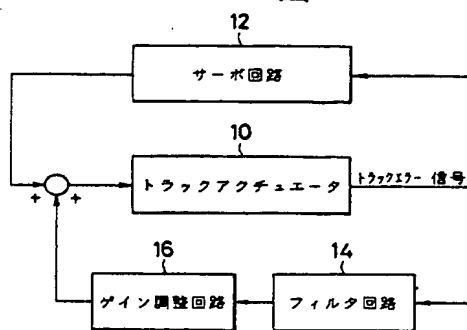 12
サーボ回路
10
トラックアクチュエータ
トラックエラー信号
+ +
16
ゲイン調整回路
14
フィルタ回路